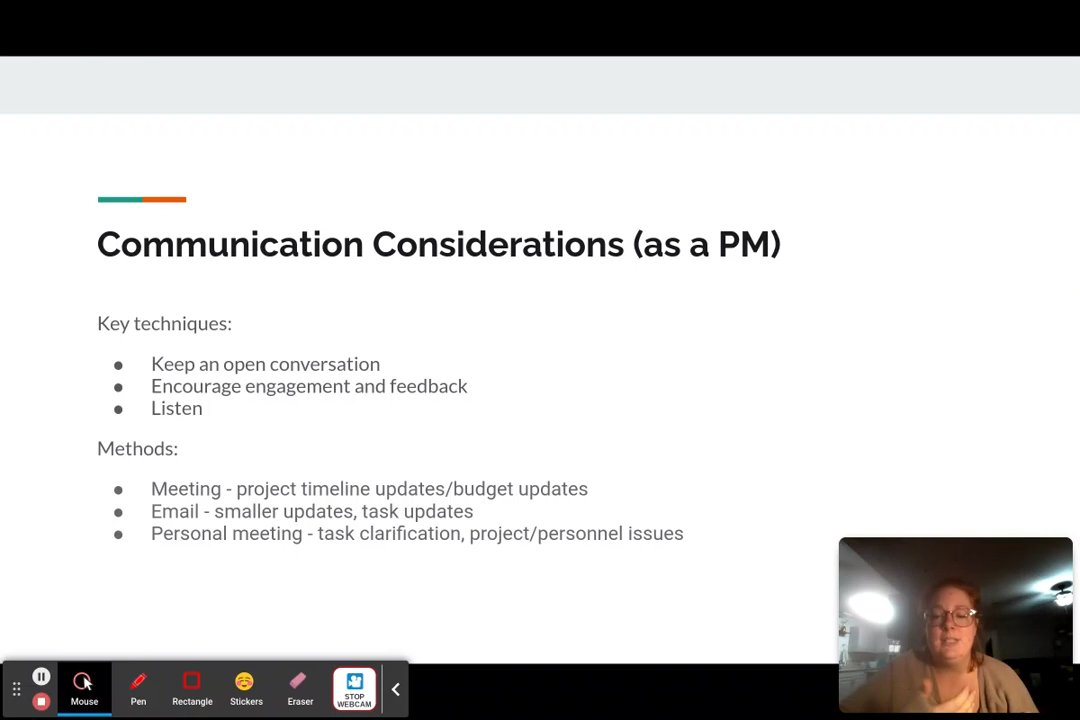 Communication Considerations (as a PM)
Key techniques:
● Keep an open conversation
● Encourage engagement and feedback
● Listen
Methods:
● Meeting - project timeline updates/budget updates
● Email - smaller updates, task updates
● Personal meeting - task clarification, project/personnel issues
Mouse
Pen
Rectangle
Stickers
Eraser
STOP
WEBCAM